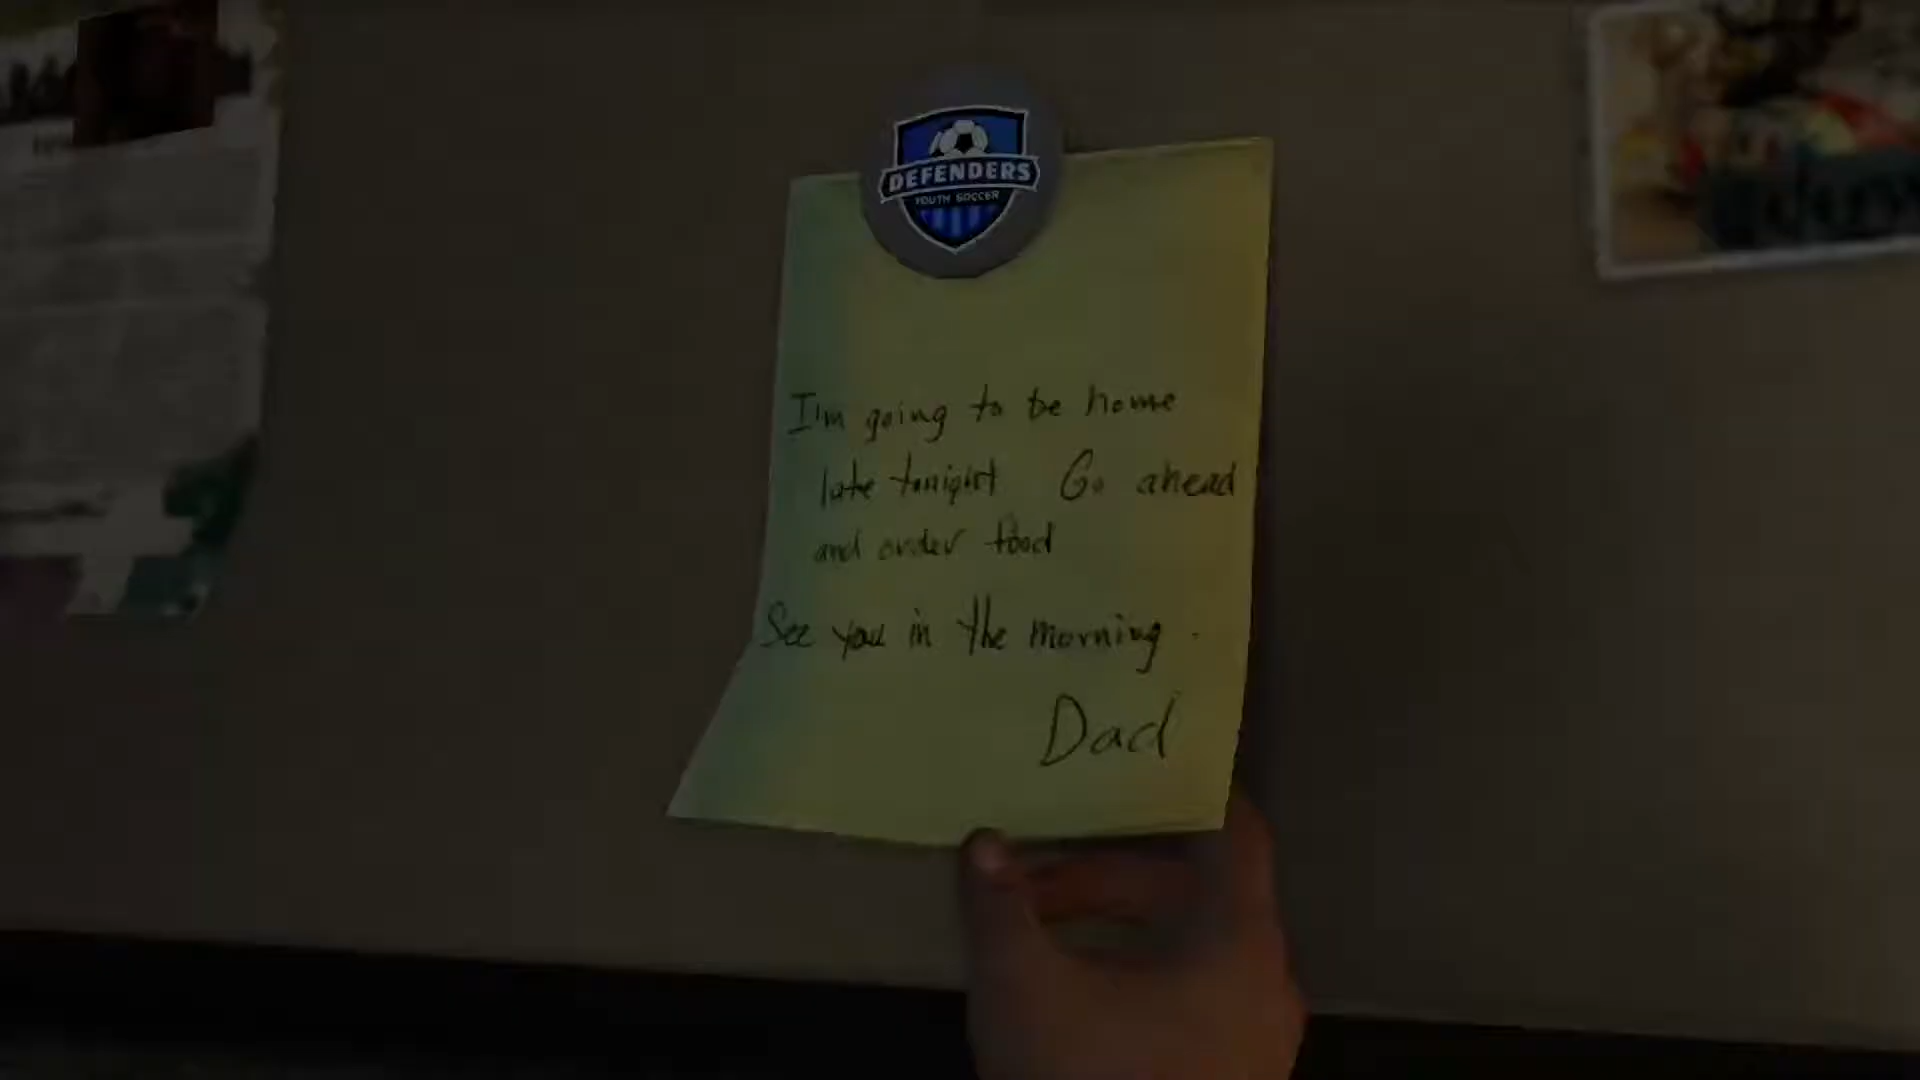 DEFENDERS
YOUTH SOCCER
I'm going to be home
late tonight Go ahead
and order food
See you in the morning.
Dad